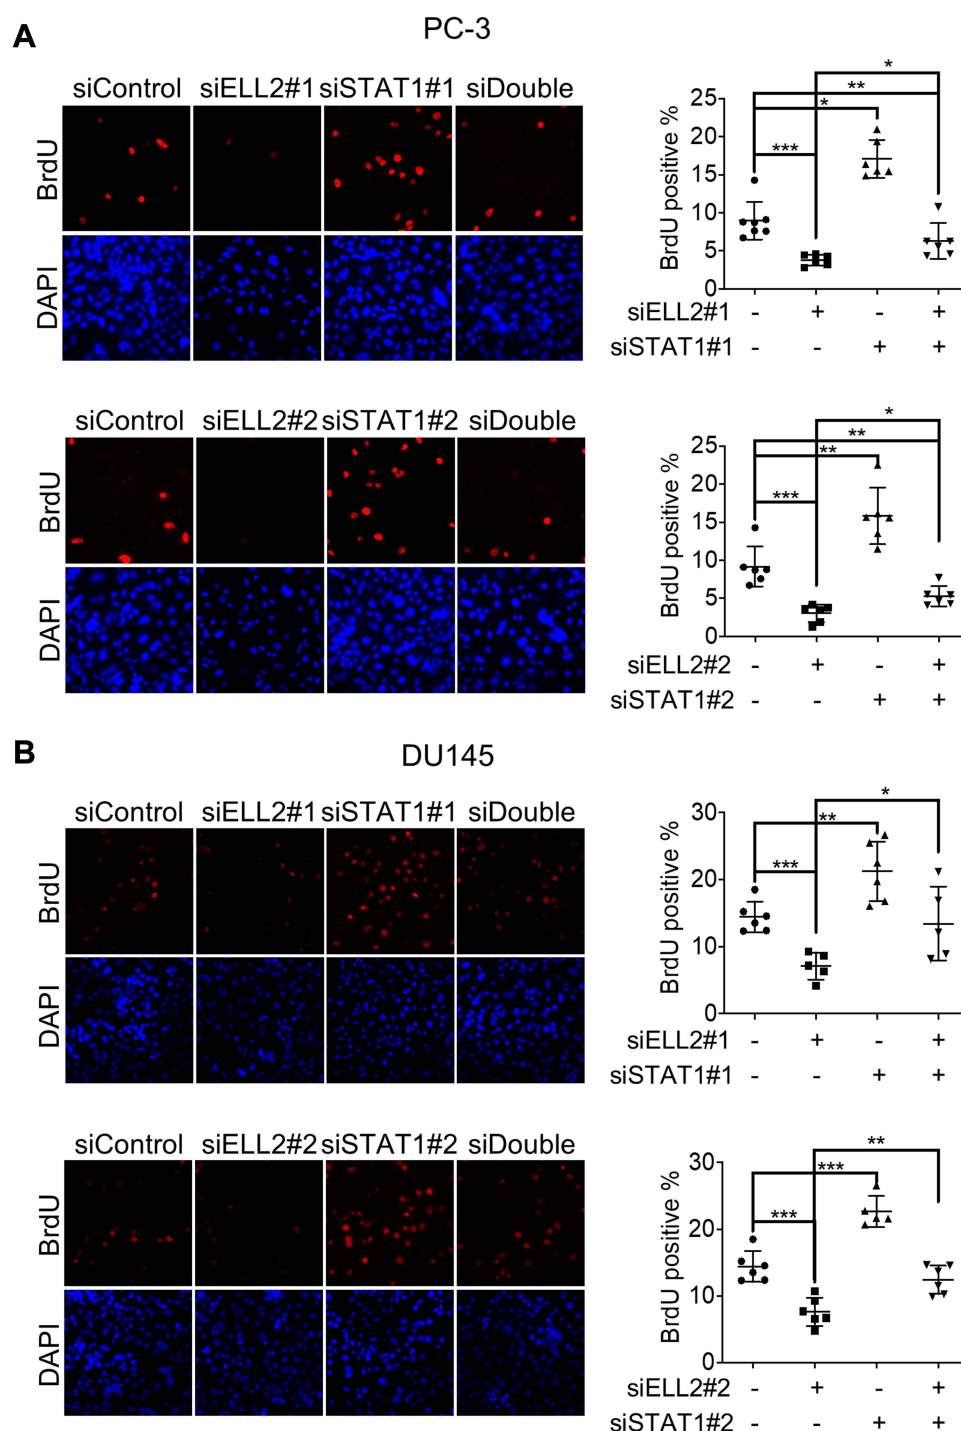 A
PC-3
siControl siELL2#1 siSTAT1#1 siDouble
BrdU
DAPI
BrdU positive %
25
20
15
10
5
0
*
**
*
***
siELL2#1 - + - +
siSTAT1#1 - - + +
siControl siELL2#2 siSTAT1#2 siDouble
BrdU
DAPI
BrdU positive %
25
20
15
10
5
0
*
**
**
***
siELL2#2 - + - +
siSTAT1#2 - - + +
B
DU145
siControl siELL2#1 siSTAT1#1 siDouble
BrdU
DAPI
BrdU positive %
30
20
10
0
*
**
***
siELL2#1 - + - +
siSTAT1#1 - - + +
siControl siELL2#2 siSTAT1#2 siDouble
BrdU
DAPI
BrdU positive %
30
20
10
0
**
***
***
siELL2#2 - + - +
siSTAT1#2 - - + +